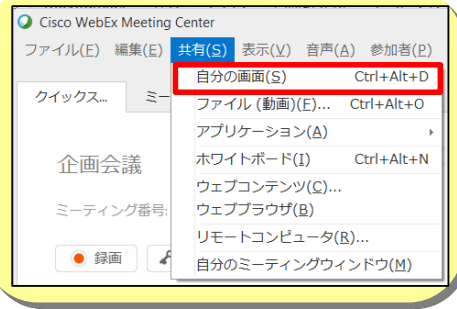 Cisco WebEx Meeting Center
ファイル(F) 編集(E) 共有(S) 表示(V) 音声(A) 参加者(P)
自分の画面(S) Ctrl+Alt+D
クイックス... ミー
ファイル (動画)(F)... Ctrl+Alt+O
アプリケーション(A)
企画会議
ホワイトボード(I) Ctrl+Alt+N
ウェブコンテンツ(C)...
ミーティング番号:
ウェブブラウザ(B)
リモートコンピュータ(R)...
録画
自分のミーティングウィンドウ(M)